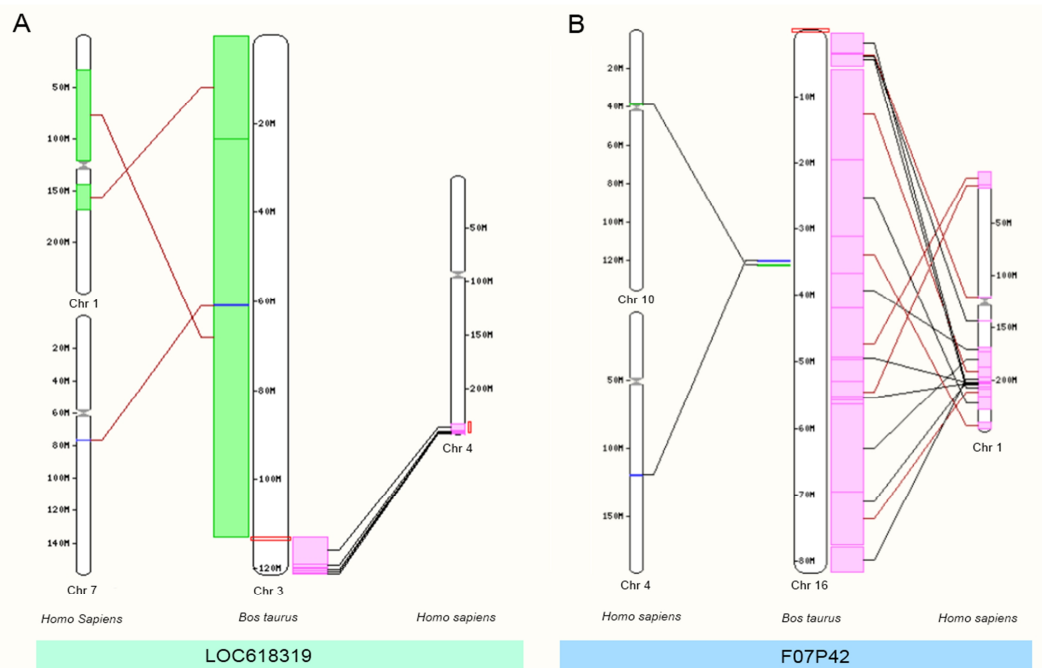 A
B
50M
100M
150M
200M
Chr 1
20M
40M
60M
80M
100M
120M
140M
Chr 7
20M
40M
60M
80M
100M
120M
Chr 3
50M
100M
150M
200M
Chr 4
Homo Sapiens
Bos taurus
Homo sapiens
LOC618319
20M
40M
60M
80M
100M
120M
Chr 10
50M
100M
150M
Chr 4
10M
20M
30M
40M
50M
60M
70M
80M
Chr 16
50M
100M
150M
200M
Chr 1
Homo sapiens
Bos taurus
Homo sapiens
F07P42